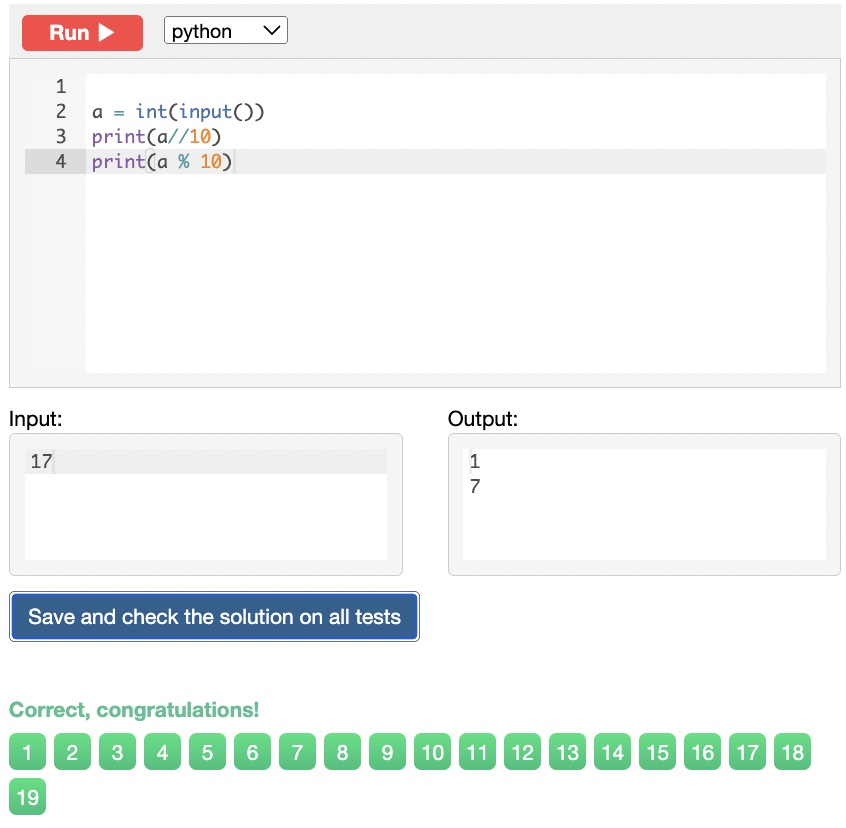 Run ▶ python
1
2 a = int(input())
3 print(a//10)
4 print(a % 10)
Input: Output:
17 1
7
Save and check the solution on all tests
Correct, congratulations!
1 2 3 4 5 6 7 8 9 10 11 12 13 14 15 16 17 18
19